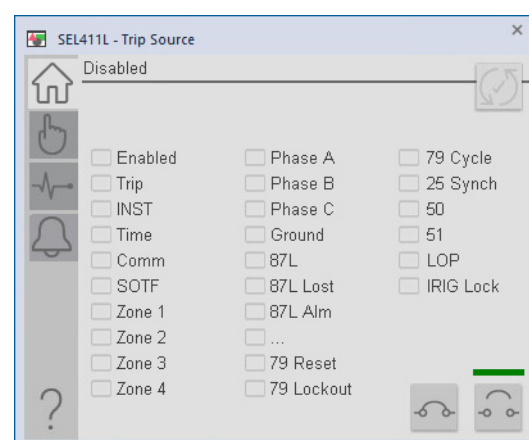 SEL411L - Trip Source
Disabled
Enabled
Trip
INST
Time
Comm
SOTF
Zone 1
Zone 2
Zone 3
Zone 4
Phase A
Phase B
Phase C
Ground
87L
87L Lost
87L Alm
...
79 Reset
79 Lockout
79 Cycle
25 Synch
50
51
LOP
IRIG Lock
?